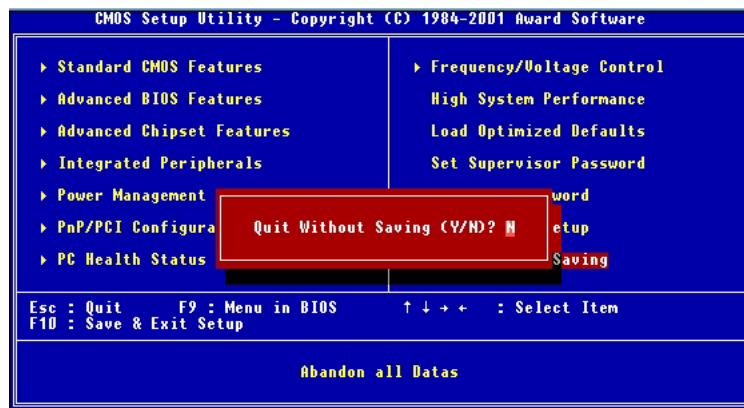 CMOS Setup Utility - Copyright (C) 1984-2001 Award Software
Standard CMOS Features
Advanced BIOS Features
Advanced Chipset Features
Integrated Peripherals
Power Management
PnP/PCI Configura
PC Health Status
Frequency/Voltage Control
High System Performance
Load Optimized Defaults
Set Supervisor Password
word
etup
Saving
Quit Without Saving (Y/N)? N
Esc : Quit F9 : Menu in BIOS ↑ ↓ → ← : Select Item
F10 : Save & Exit Setup
Abandon all Datas